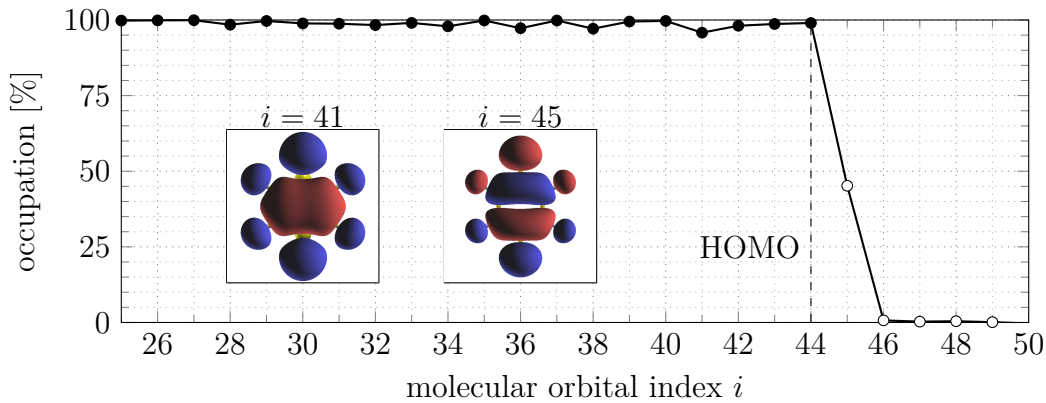 100
75
50
25
0
occupation [%]
i = 41
i = 45
HOMO
26 28 30 32 34 36 38 40 42 44 46 48 50
molecular orbital index i